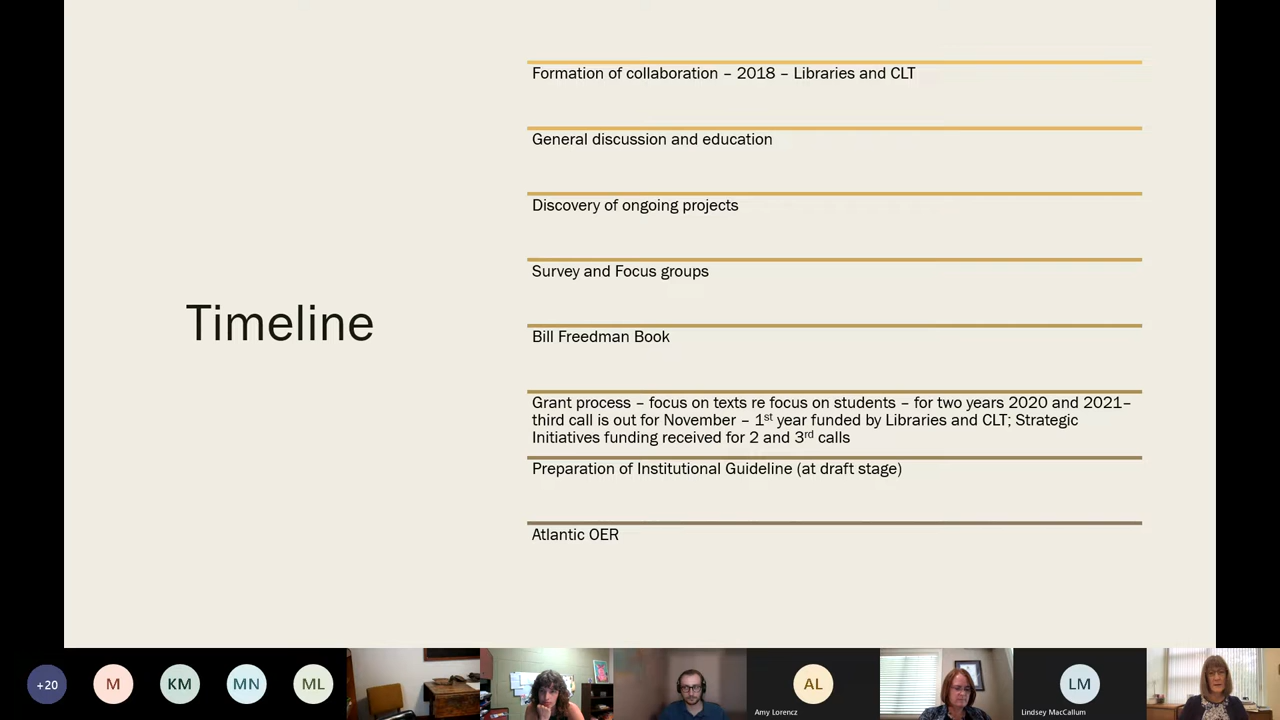 Timeline
Formation of collaboration – 2018 – Libraries and CLT
General discussion and education
Discovery of ongoing projects
Survey and Focus groups
Bill Freedman Book
Grant process – focus on texts re focus on students – for two years 2020 and 2021–
third call is out for November – 1st year funded by Libraries and CLT; Strategic
Initiatives funding received for 2 and 3rd calls
Preparation of Institutional Guideline (at draft stage)
Atlantic OER
+20
M
KM
MN
ML
AL
Amy Lorencz
LM
Lindsey MacCallum